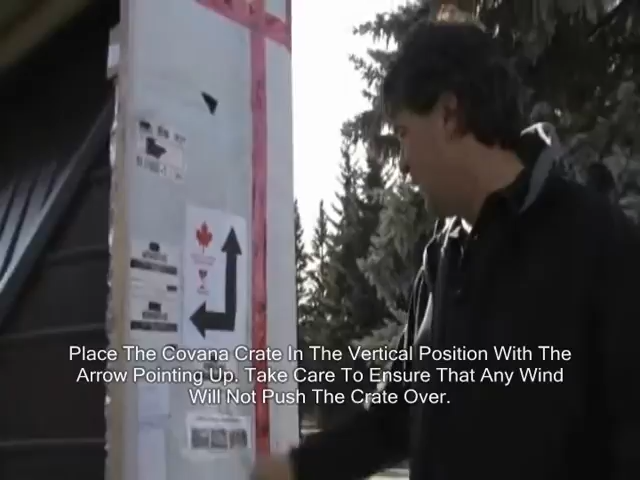 Place The Covana Crate In The Vertical Position With The
Arrow Pointing Up. Take Care To Ensure That Any Wind
Will Not Push The Crate Over.